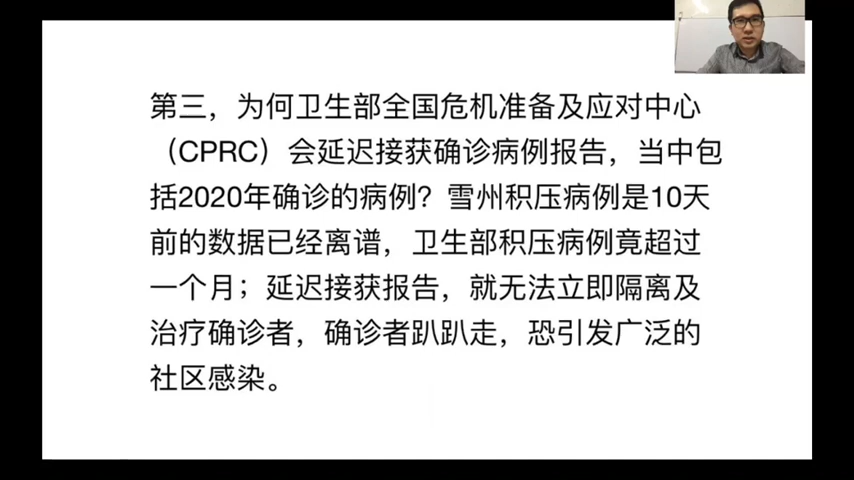 第三，为何卫生部全国危机准备及应对中心
（CPRC）会延迟接获确诊病例报告，当中包
括2020年确诊的病例？雪州积压病例是10天
前的数据已经离谱，卫生部积压病例竟超过
一个月；延迟接获报告，就无法立即隔离及
治疗确诊者，确诊者趴趴走，恐引发广泛的
社区感染。